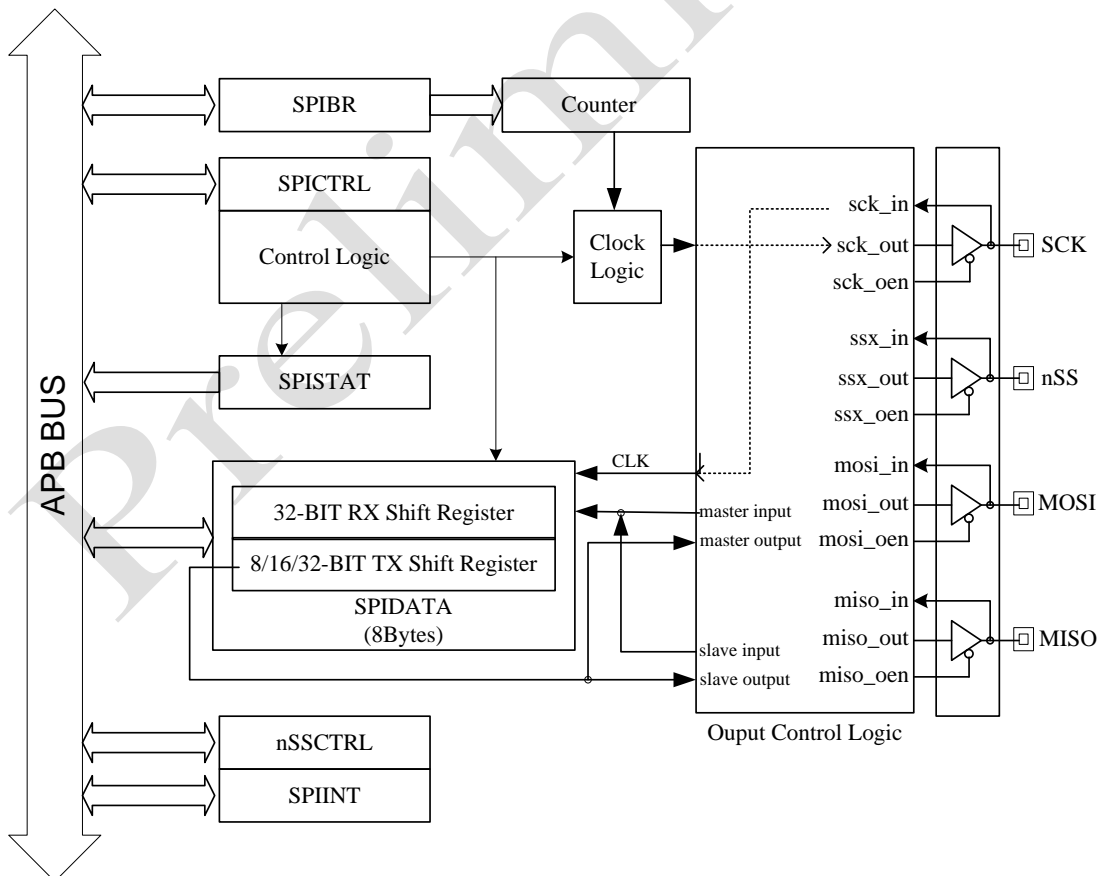 Prelimi
APB BUS
SPIBR
Counter
SPICTRL
Control Logic
Clock
Logic
SPISTAT
32-BIT RX Shift Register
8/16/32-BIT TX Shift Register
SPIDATA
(8Bytes)
nSSCTRL
SPIINT
CLK
master input
master output
slave input
slave output
sck_in
sck_out
sck_oen
ssx_in
ssx_out
ssx_oen
mosi_in
mosi_out
mosi_oen
miso_in
miso_out
miso_oen
Ouput Control Logic
SCK
nSS
MOSI
MISO